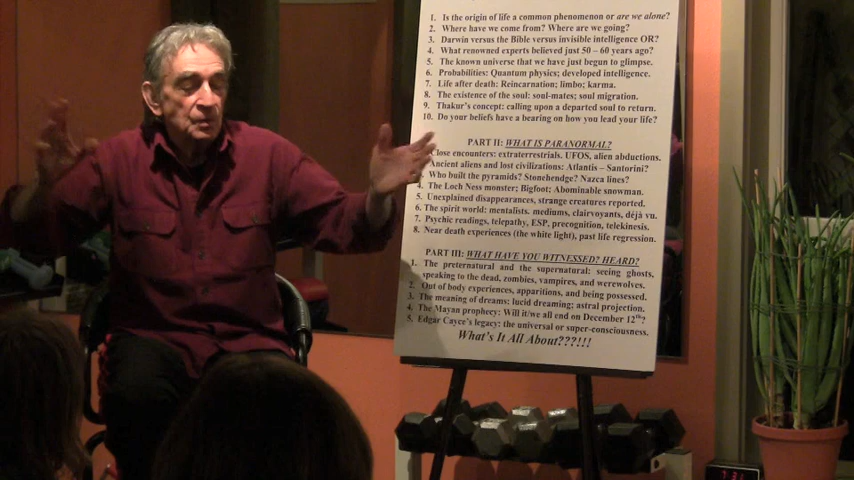 1. Is the origin of life a common phenomenon or are we alone?
2. Where have we come from? Where are we going?
3. Darwin versus the Bible versus invisible intelligence OR?
4. What renowned experts believed just 50 – 60 years ago?
5. The known universe that we have just begun to glimpse.
6. Probabilities: Quantum physics; developed intelligence.
7. Life after death: Reincarnation; limbo; karma.
8. The existence of the soul: soul-mates; soul migration.
9. Thakur's concept: calling upon a departed soul to return.
10. Do your beliefs have a bearing on how you lead your life?
PART II: WHAT IS PARANORMAL?
Close encounters: extraterrestrials. UFOS, alien abductions.
Ancient aliens and lost civilizations: Atlantis – Santorini?
Who built the pyramids? Stonehendge? Nazca lines?
4. The Loch Ness monster; Bigfoot; Abominable snowman.
5. Unexplained disappearances, strange creatures reported.
6. The spirit world: mentalists. mediums, clairvoyants, déjà vu.
7. Psychic readings, telepathy, ESP, precognition, telekinesis.
8. Near death experiences (the white light), past life regression.
PART III: WHAT HAVE YOU WITNESSED? HEARD?
1. The preternatural and the supernatural: seeing ghosts,
speaking to the dead, zombies, vampires, and werewolves.
2. Out of body experiences, apparitions, and being possessed.
3. The meaning of dreams: lucid dreaming; astral projection.
4. The Mayan prophecy: Will it/we all end on December 12th?
5. Edgar Cayce's legacy: the universal or super-consciousness.
What's It All About???!!!